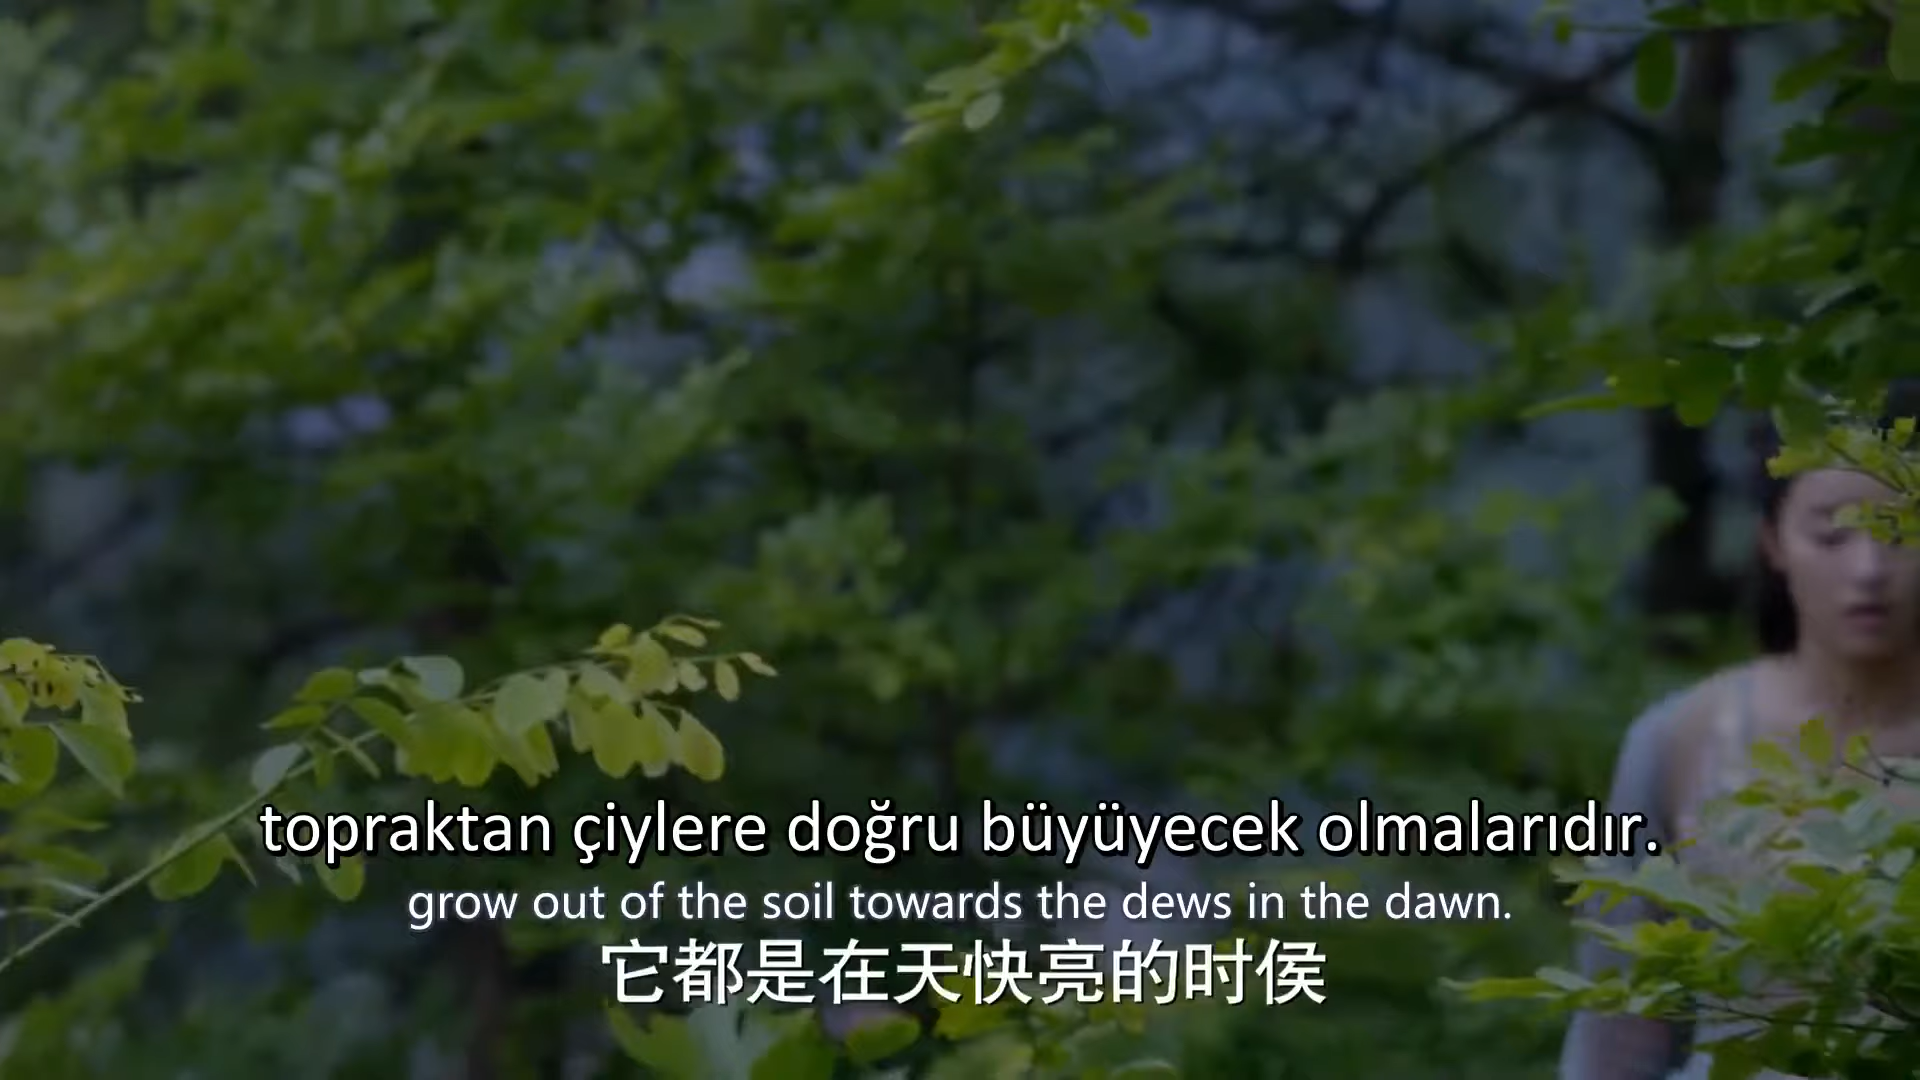 topraktan çiylere doğru büyüyecek olmalarıdır.
grow out of the soil towards the dews in the dawn.
它都是在天快亮的时侯